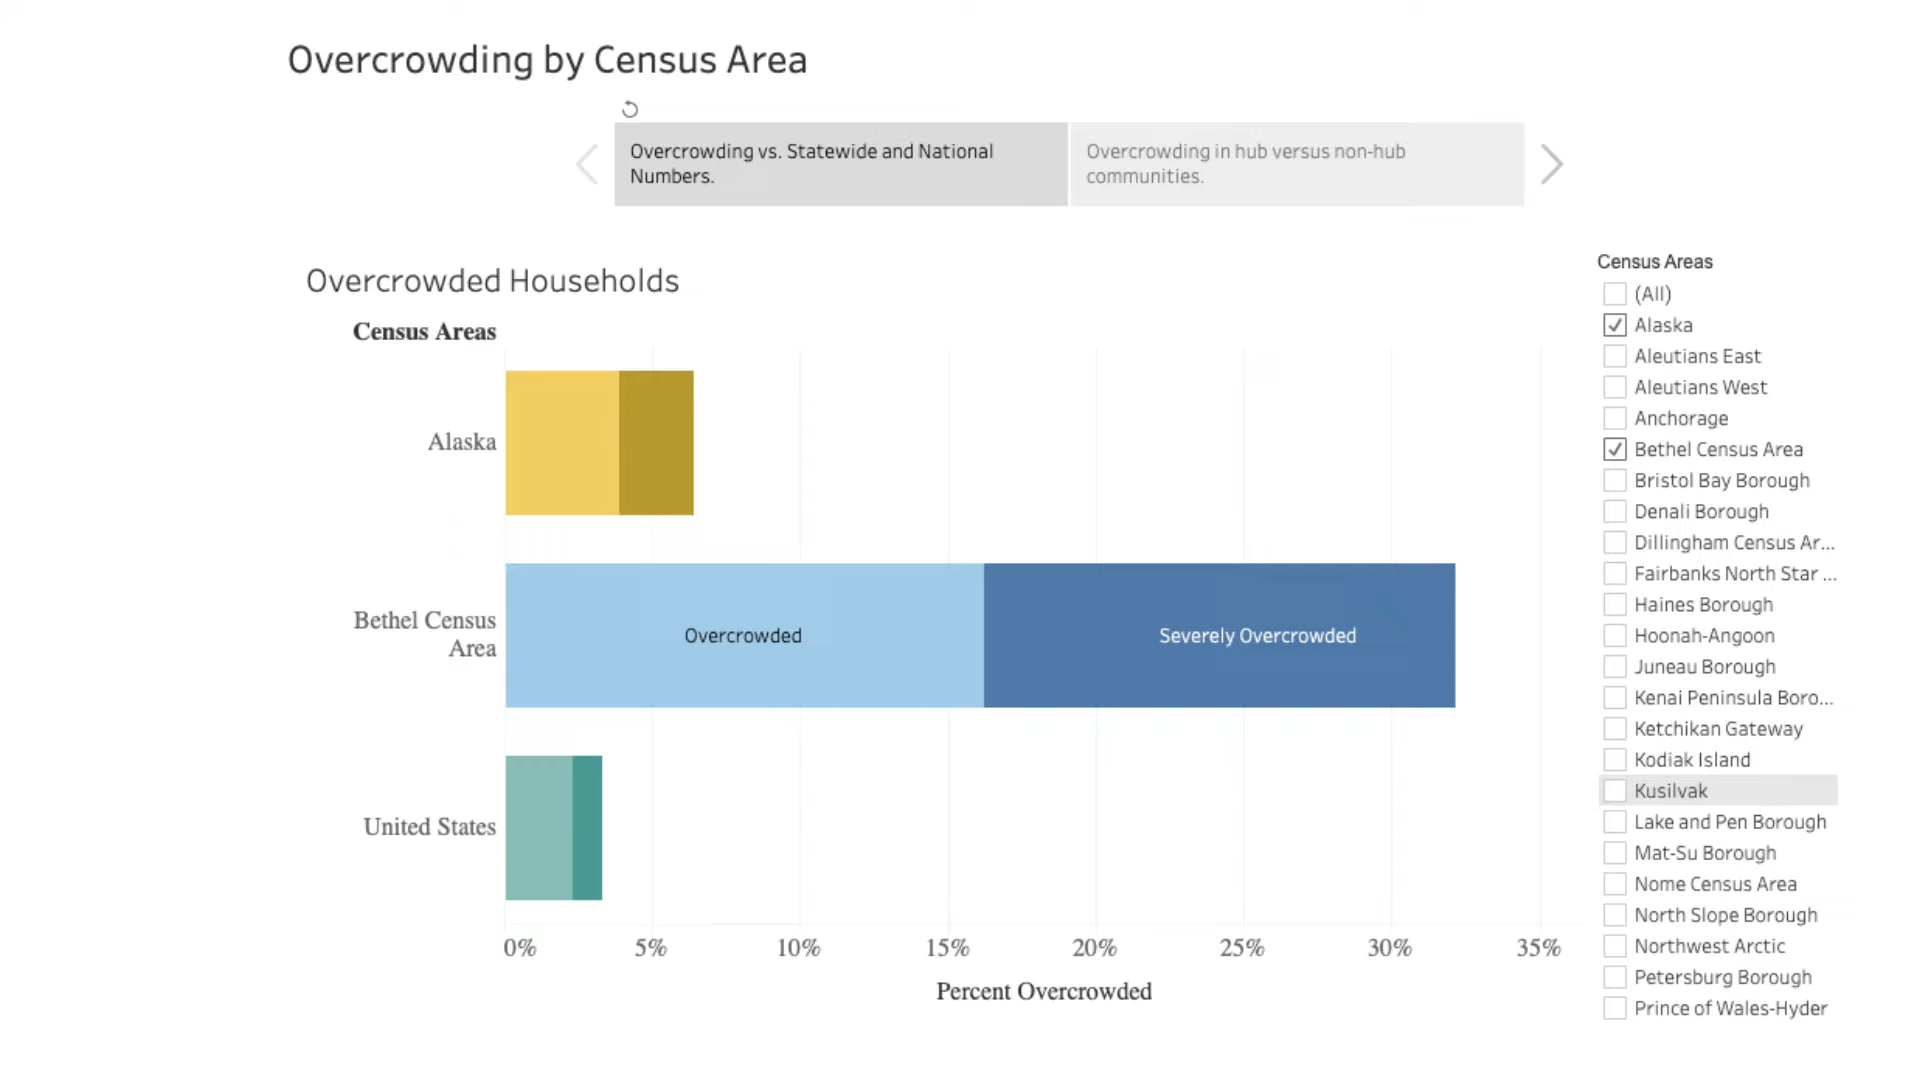 Overcrowding by Census Area
Overcrowding vs. Statewide and National
Numbers.
Overcrowding in hub versus non-hub
communities.
Overcrowded Households
Census Areas
Alaska
Overcrowded
Severely Overcrowded
Bethel Census
Area
United States
0%
5%
10%
15%
20%
25%
30%
35%
Percent Overcrowded
Census Areas
(All)
Alaska
Aleutians East
Aleutians West
Anchorage
Bethel Census Area
Bristol Bay Borough
Denali Borough
Dillingham Census Ar...
Fairbanks North Star ...
Haines Borough
Hoonah-Angoon
Juneau Borough
Kenai Peninsula Boro...
Ketchikan Gateway
Kodiak Island
Kusilvak
Lake and Pen Borough
Mat-Su Borough
Nome Census Area
North Slope Borough
Northwest Arctic
Petersburg Borough
Prince of Wales-Hyder